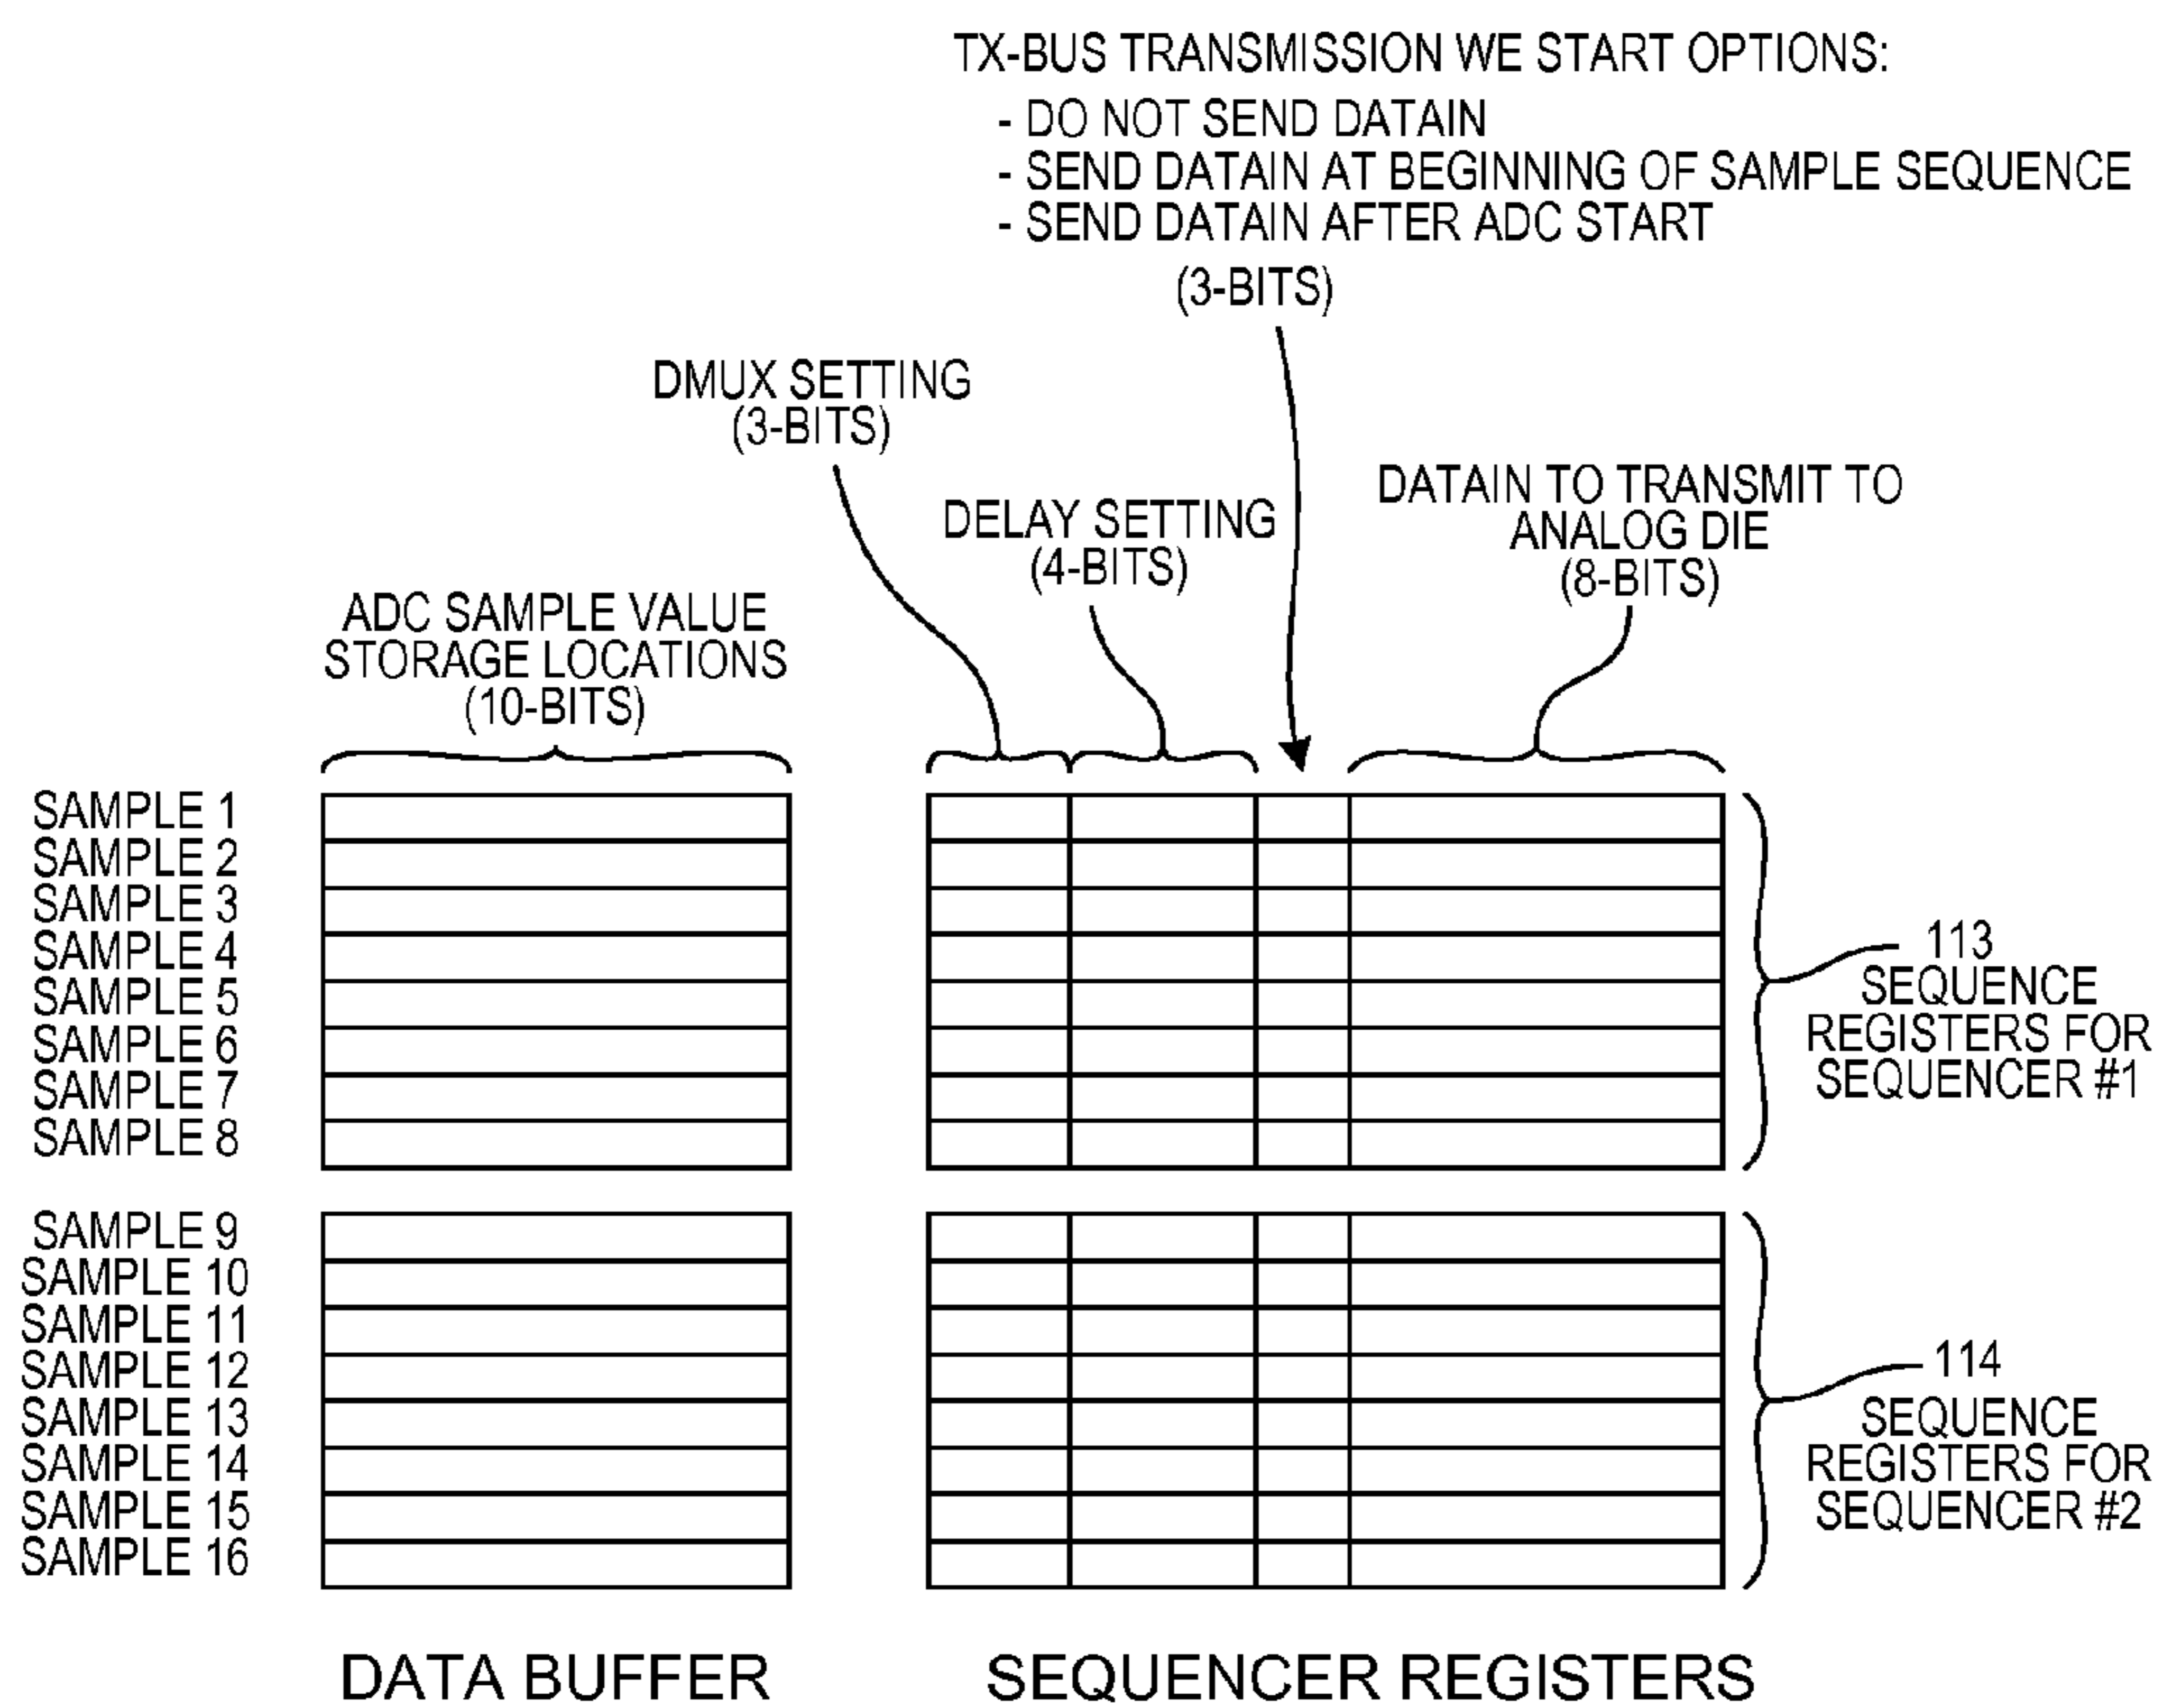 TX-BUS TRANSMISSION WE START OPTIONS:
- DO NOT SEND DATAIN
- SEND DATAIN AT BEGINNING OF SAMPLE SEQUENCE
- SEND DATAIN AFTER ADC START
(3-BITS)
DMUX SETTING
(3-BITS)
DELAY SETTING
(4-BITS)
DATAIN TO TRANSMIT TO
ANALOG DIE
(8-BITS)
ADC SAMPLE VALUE
STORAGE LOCATIONS
(10-BITS)
SAMPLE 1
SAMPLE 2
SAMPLE 3
SAMPLE 4
SAMPLE 5
SAMPLE 6
SAMPLE 7
SAMPLE 8
113
SEQUENCE
REGISTERS FOR
SEQUENCER #1
SAMPLE 9
SAMPLE 10
SAMPLE 11
SAMPLE 12
SAMPLE 13
SAMPLE 14
SAMPLE 15
SAMPLE 16
114
SEQUENCE
REGISTERS FOR
SEQUENCER #2
DATA BUFFER
SEQUENCER REGISTERS